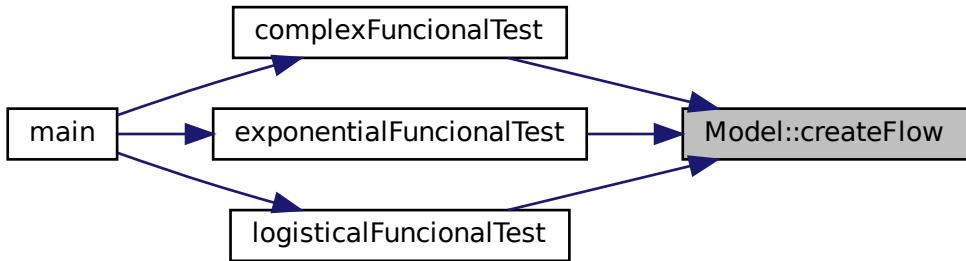 complexFuncionalTest
main
exponentialFuncionalTest
Model::createFlow
logisticalFuncionalTest